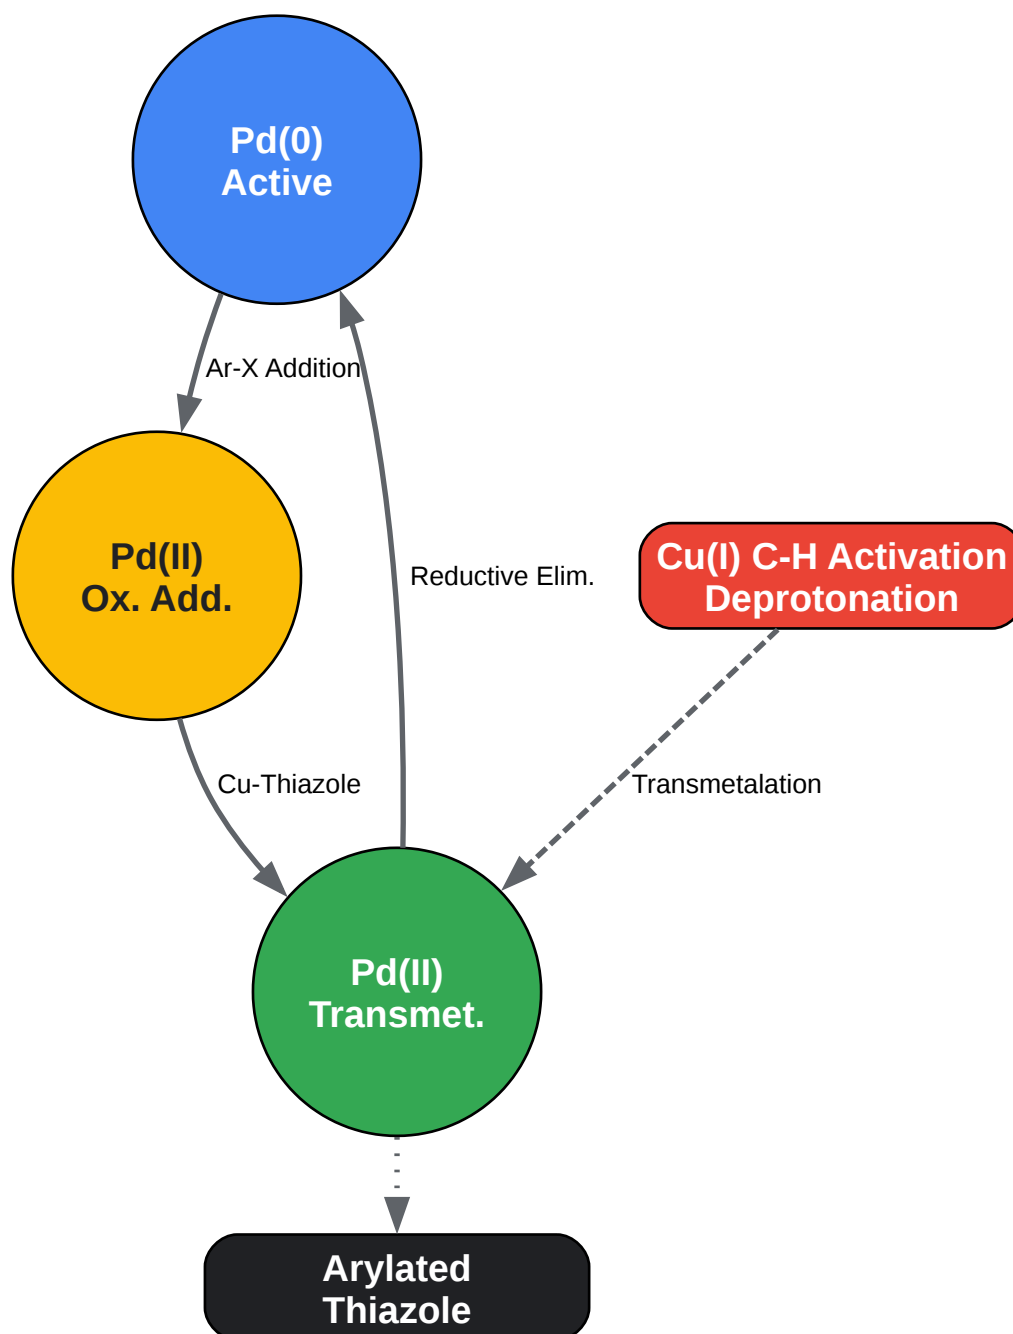 Pd(0)
Active
Ar-X Addition
Pd(II)
Ox. Add.
Reductive Elim.
Cu(I) C-H Activation
Deprotonation
Cu-Thiazole
Transmetalation
Pd(II)
Transmet.
Arylated
Thiazole